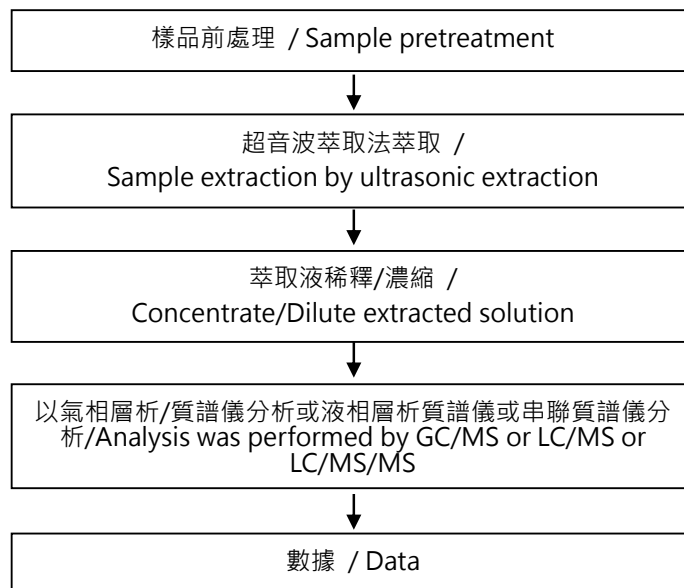 樣品前處理 / Sample pretreatment
超音波萃取法萃取 /
Sample extraction by ultrasonic extraction
萃取液稀釋/濃縮 /
Concentrate/Dilute extracted solution
以氣相層析/質譜儀分析或液相層析質譜儀或串聯質譜儀分
析/Analysis was performed by GC/MS or LC/MS or
LC/MS/MS
數據 / Data